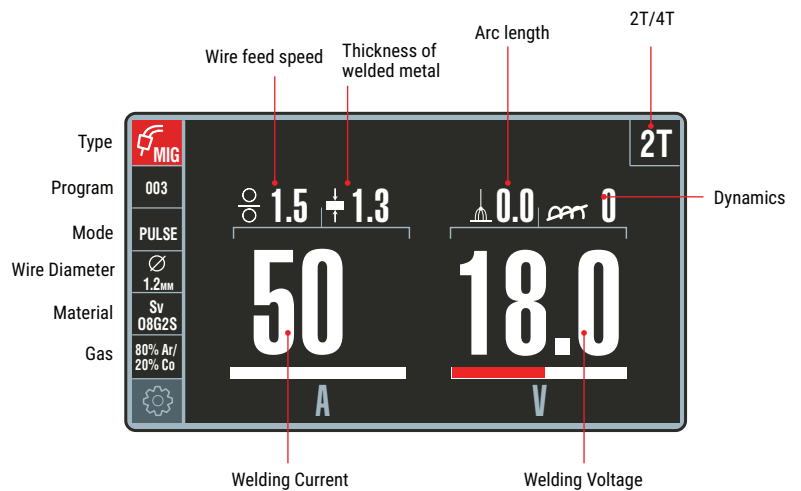 2T/4T
Arc length
Wire feed speed
Thickness of
welded metal
Type
MIG
2T
Program
003
1.5
1.3
0.0
0
Dynamics
Mode
PULSE
Wire Diameter
Ø
1.2мм
50
18.0
Material
Sv
08G2S
Gas
80% Ar/
20% Co
A
V
Welding Current
Welding Voltage